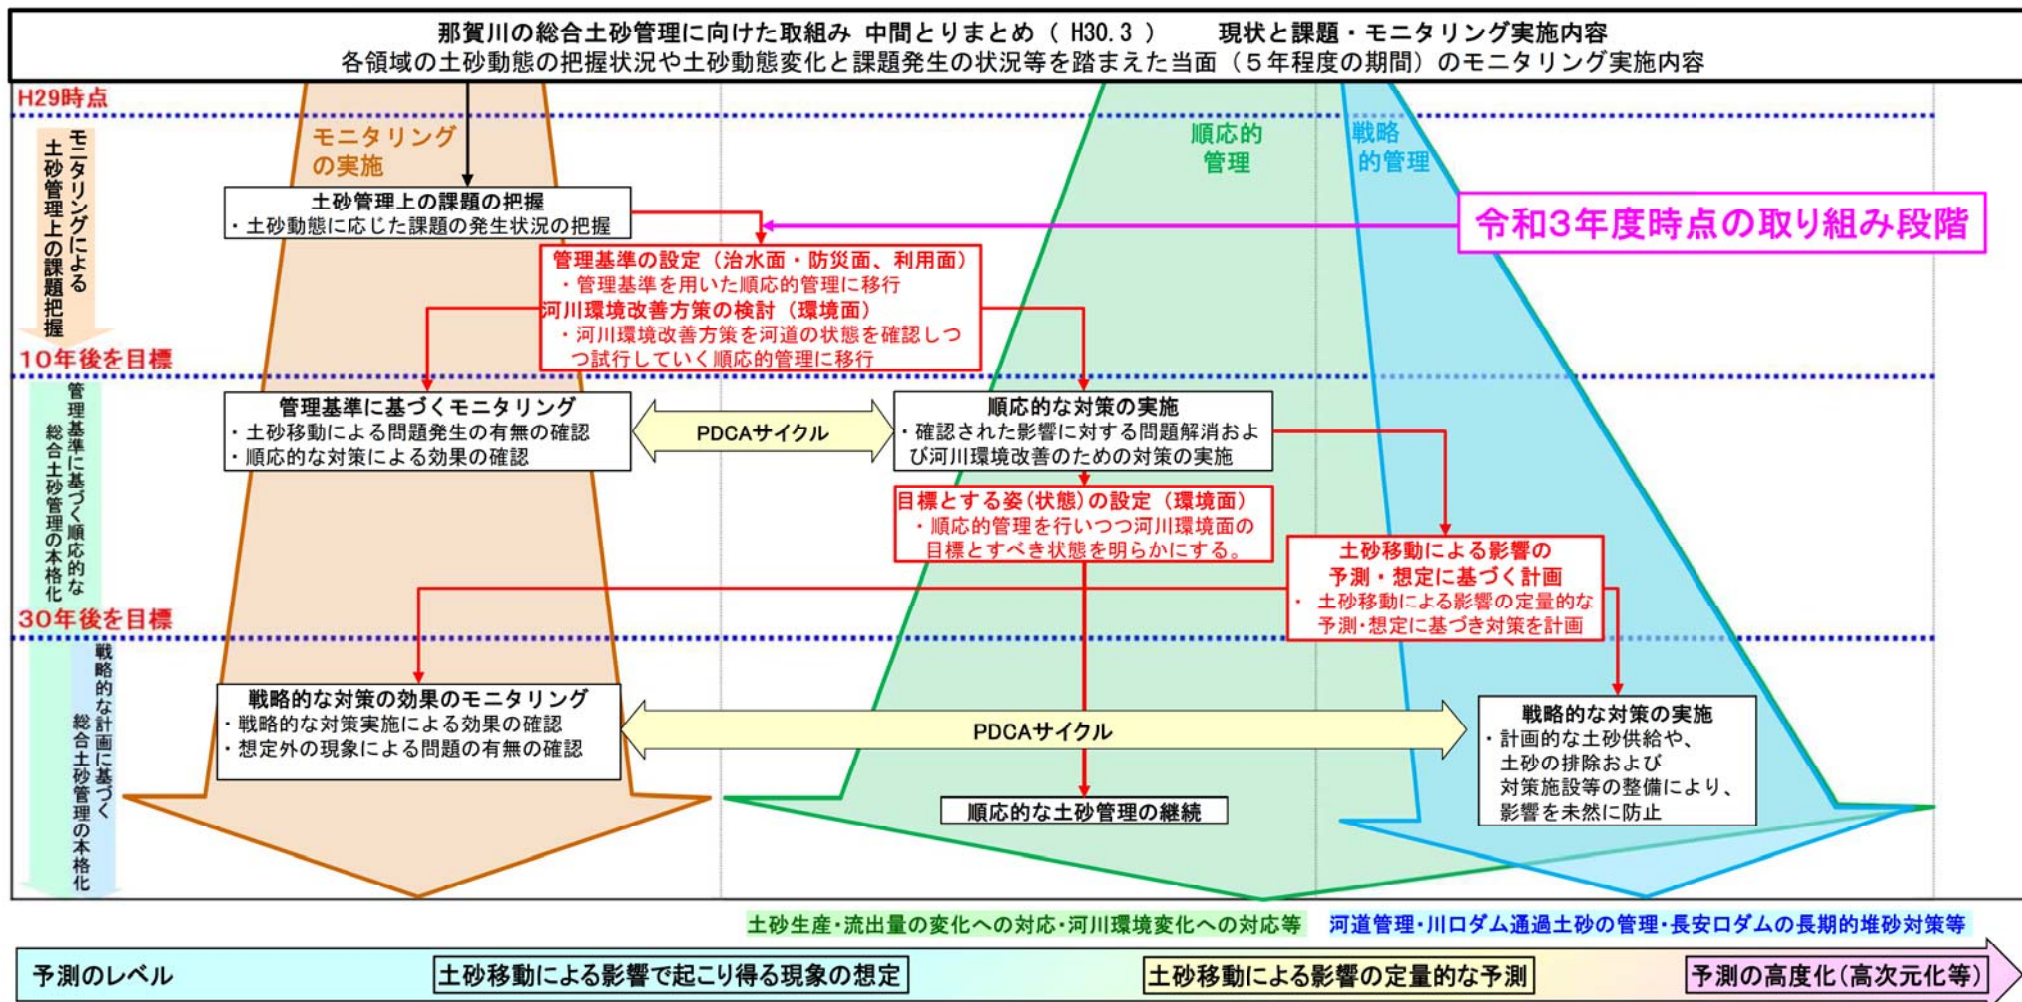 那賀川の総合土砂管理に向けた取組み 中間とりまとめ（ H30.3 ）　　現状と課題・モニタリング実施内容
各領域の土砂動態の把握状況や土砂動態変化と課題発生の状況等を踏まえた当面（５年程度の期間）のモニタリング実施内容
H29時点
モニタリングによる
土砂管理上の課題把握
モニタリング
の実施
順応的
管理
戦略
的管理
土砂管理上の課題の把握
・土砂動態に応じた課題の発生状況の把握
令和３年度時点の取り組み段階
管理基準の設定（治水面・防災面、利用面）
・管理基準を用いた順応的管理に移行
河川環境改善方策の検討（環境面）
・河川環境改善方策を河道の状態を確認しつ
つ試行していく順応的管理に移行
10年後を目標
管理基準に基づく順応的な
総合土砂管理の本格化
管理基準に基づくモニタリング
・土砂移動による問題発生の有無の確認
・順応的な対策による効果の確認
PDCAサイクル
順応的な対策の実施
・確認された影響に対する問題解消およ
び河川環境改善のための対策の実施
目標とする姿(状態)の設定（環境面）
・順応的管理を行いつつ河川環境面の
目標とすべき状態を明らかにする。
土砂移動による影響の
予測・想定に基づく計画
・ 土砂移動による影響の定量的な
予測・想定に基づき対策を計画
30年後を目標
戦略的な計画に基づく
総合土砂管理の本格化
戦略的な対策の効果のモニタリング
・戦略的な対策実施による効果の確認
・想定外の現象による問題の有無の確認
PDCAサイクル
戦略的な対策の実施
・計画的な土砂供給や、
土砂の排除および
対策施設等の整備により、
影響を未然に防止
順応的な土砂管理の継続
土砂生産・流出量の変化への対応・河川環境変化への対応等
河道管理・川口ダム通過土砂の管理・長安口ダムの長期的堆砂対策等
予測のレベル
土砂移動による影響で起こり得る現象の想定
土砂移動による影響の定量的な予測
予測の高度化（高次元化等）